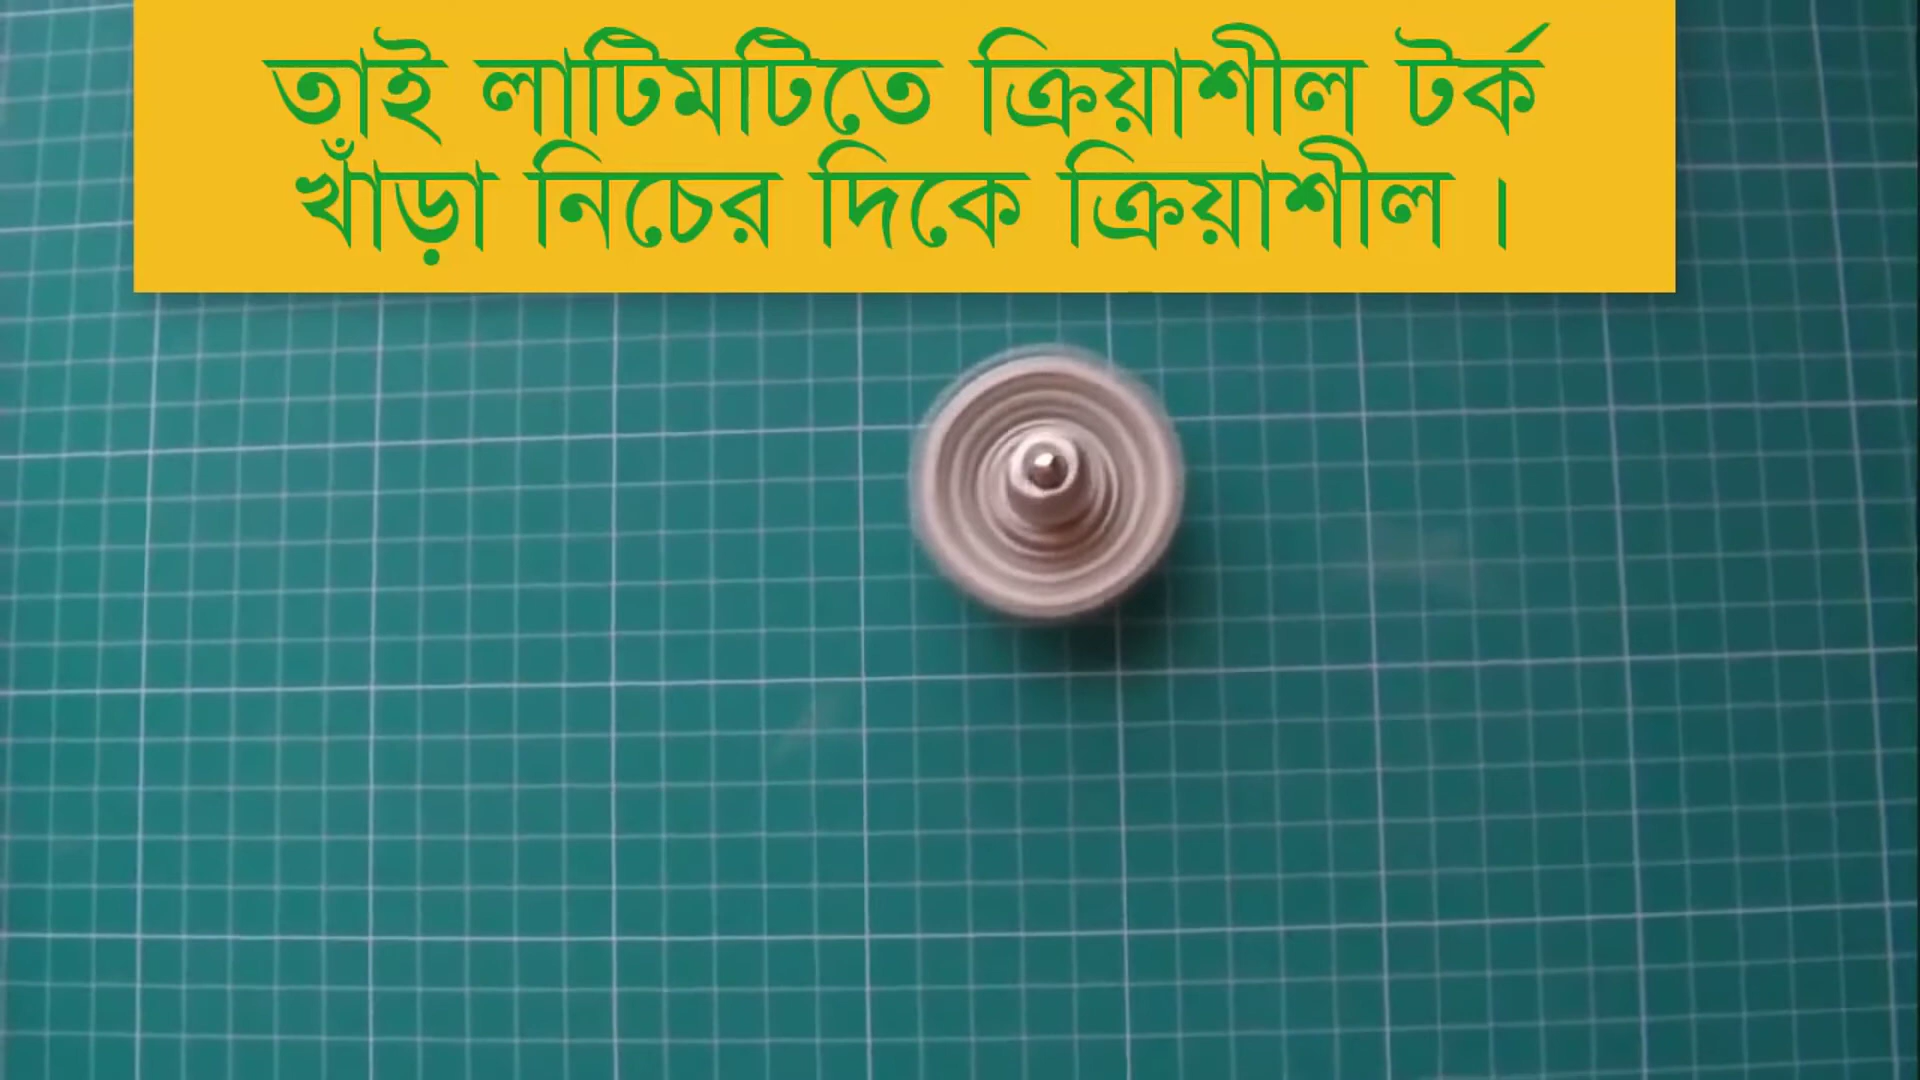 তাই লাটিমটিতে ক্রিয়াশীল টর্ক
খাঁড়া নিচের দিকে ক্রিয়াশীল।